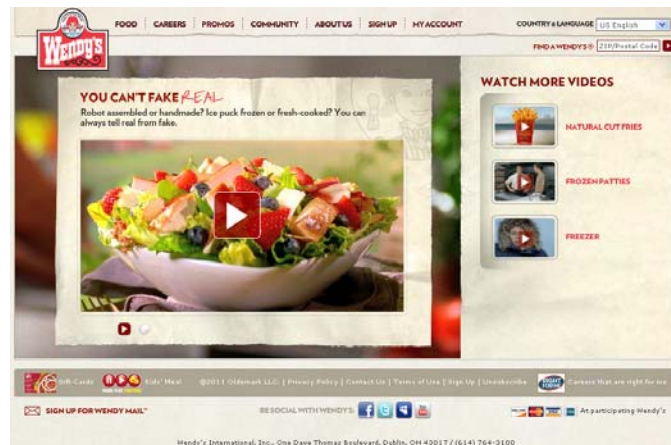 Wendy's
FOOD CAREERS PROMOS COMMUNITY ABOUT US SIGN UP MY ACCOUNT
COUNTRY & LANGUAGE US English
FIND A WENDY'S® ZIP/Postal Code
YOU CAN'T FAKE REAL
Robot assembled or handmade? Ice puck frozen or fresh-cooked? You can
always tell real from fake.
WATCH MORE VIDEOS
NATURAL CUT FRIES
FROZEN PATTIES
FREEZER
Gift Cards Kids' Meal ©2011 Oldemark LLC. | Privacy Policy | Contact Us | Terms of Use | Sign Up | Unsubscribe Careers that are right for me
SIGN UP FOR WENDY MAIL™ BE SOCIAL WITH WENDY'S: At participating Wendy's
Wendy's International, Inc., One Dave Thomas Boulevard, Dublin, OH 43017 / (614) 764-3100